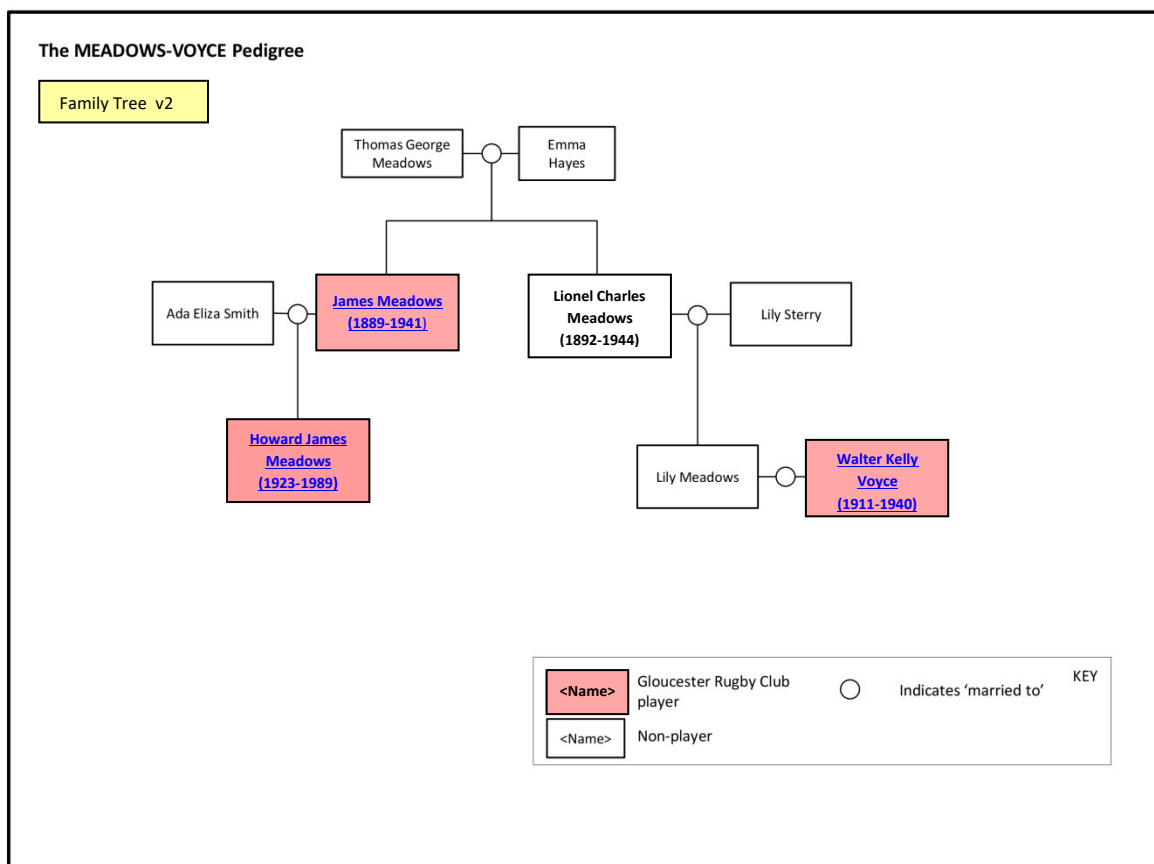 The MEADOWS-VOYCE Pedigree
Family Tree v2
Thomas George
Meadows
Emma
Hayes
Ada Eliza Smith
James Meadows
(1889-1941)
Lionel Charles
Meadows
(1892-1944)
Lily Sterry
Howard James
Meadows
(1923-1989)
Lily Meadows
Walter Kelly
Voyce
(1911-1940)
KEY
<Name>
Gloucester Rugby Club
player
Indicates ‘married to’
<Name>
Non-player